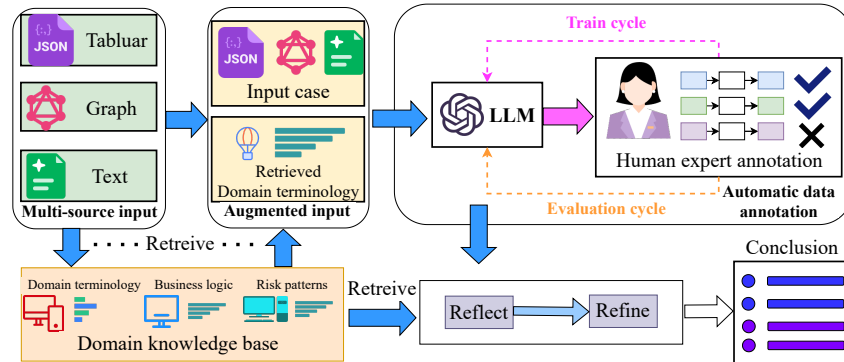 {:,}
JSON
Tabluar
Graph
Text
Multi-source input
{:,}
JSON
Input case
Retrieved
Domain terminology
Augmented input
Train cycle
LLM
Human expert annotation
Evaluation cycle
Automatic data
annotation
Retreive
Domain terminology
Business logic
Risk patterns
Domain knowledge base
Retreive
Reflect
Refine
Conclusion